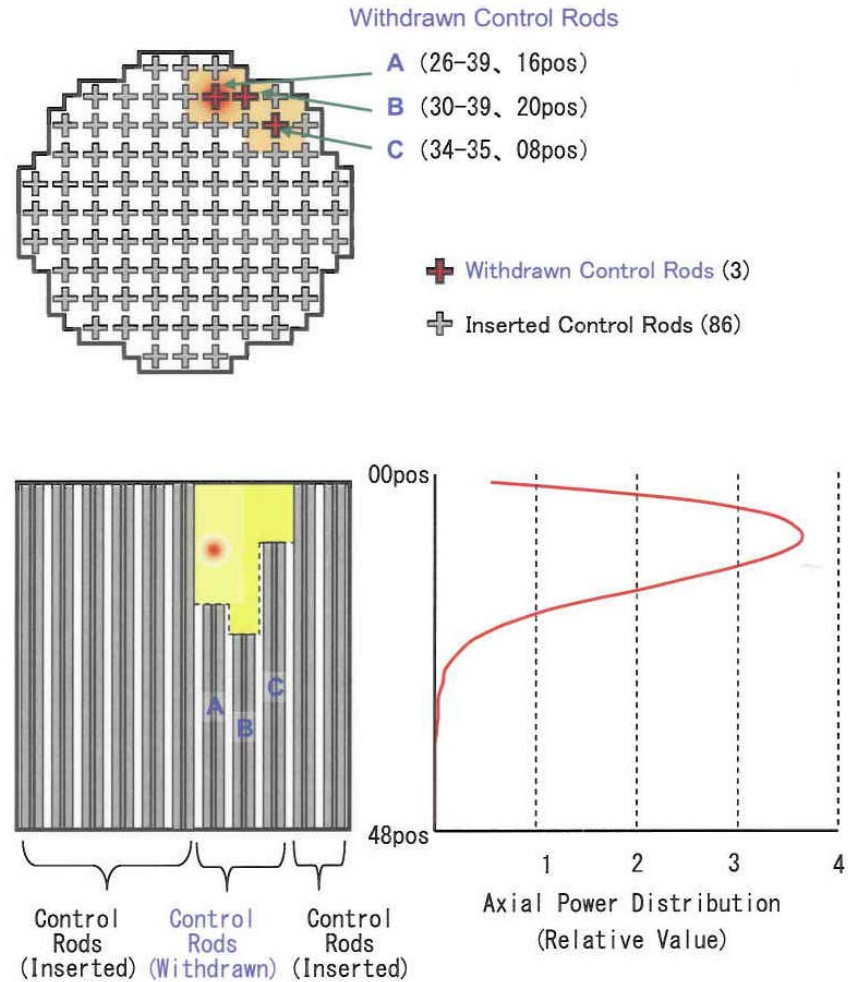 Withdrawn Control Rods
A (26-39、16pos)
B (30-39、20pos)
C (34-35、08pos)
Withdrawn Control Rods (3)
Inserted Control Rods (86)
00pos
48pos
A
B
C
1 2 3 4
Axial Power Distribution
(Relative Value)
Control
Rods
(Inserted)
Control
Rods
(Withdrawn)
Control
Rods
(Inserted)